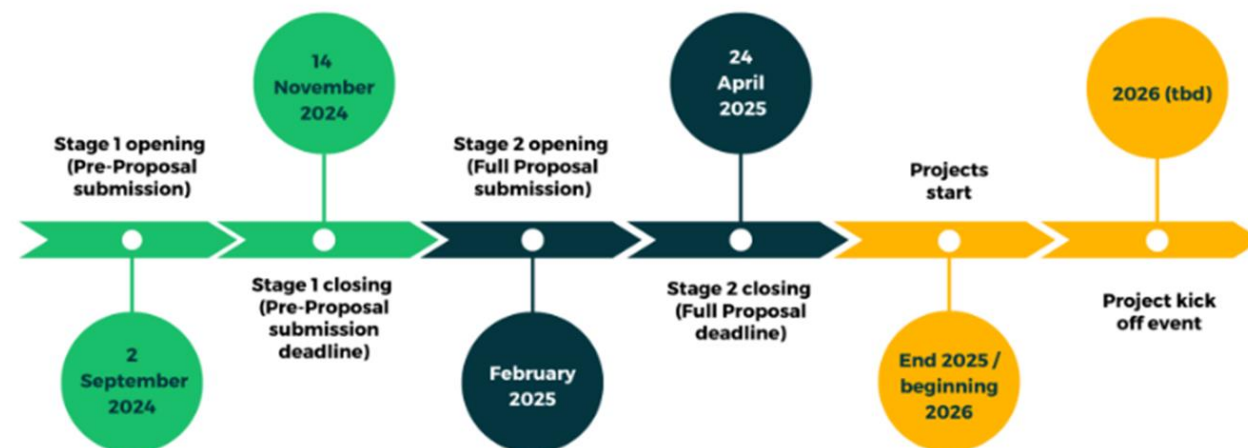 Stage 1 opening
(Pre-Proposal
submission)
2
September
2024
14
November
2024
Stage 1 closing
(Pre-Proposal
submission
deadline)
Stage 2 opening
(Full Proposal
submission)
February
2025
24
April
2025
Stage 2 closing
(Full Proposal
deadline)
Projects
start
End 2025 /
beginning
2026
2026 (tbd)
Project kick
off event